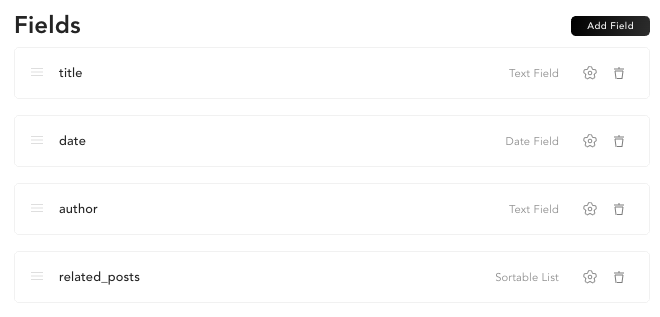 Fields
Add Field
title
Text Field
date
Date Field
author
Text Field
related_posts
Sortable List